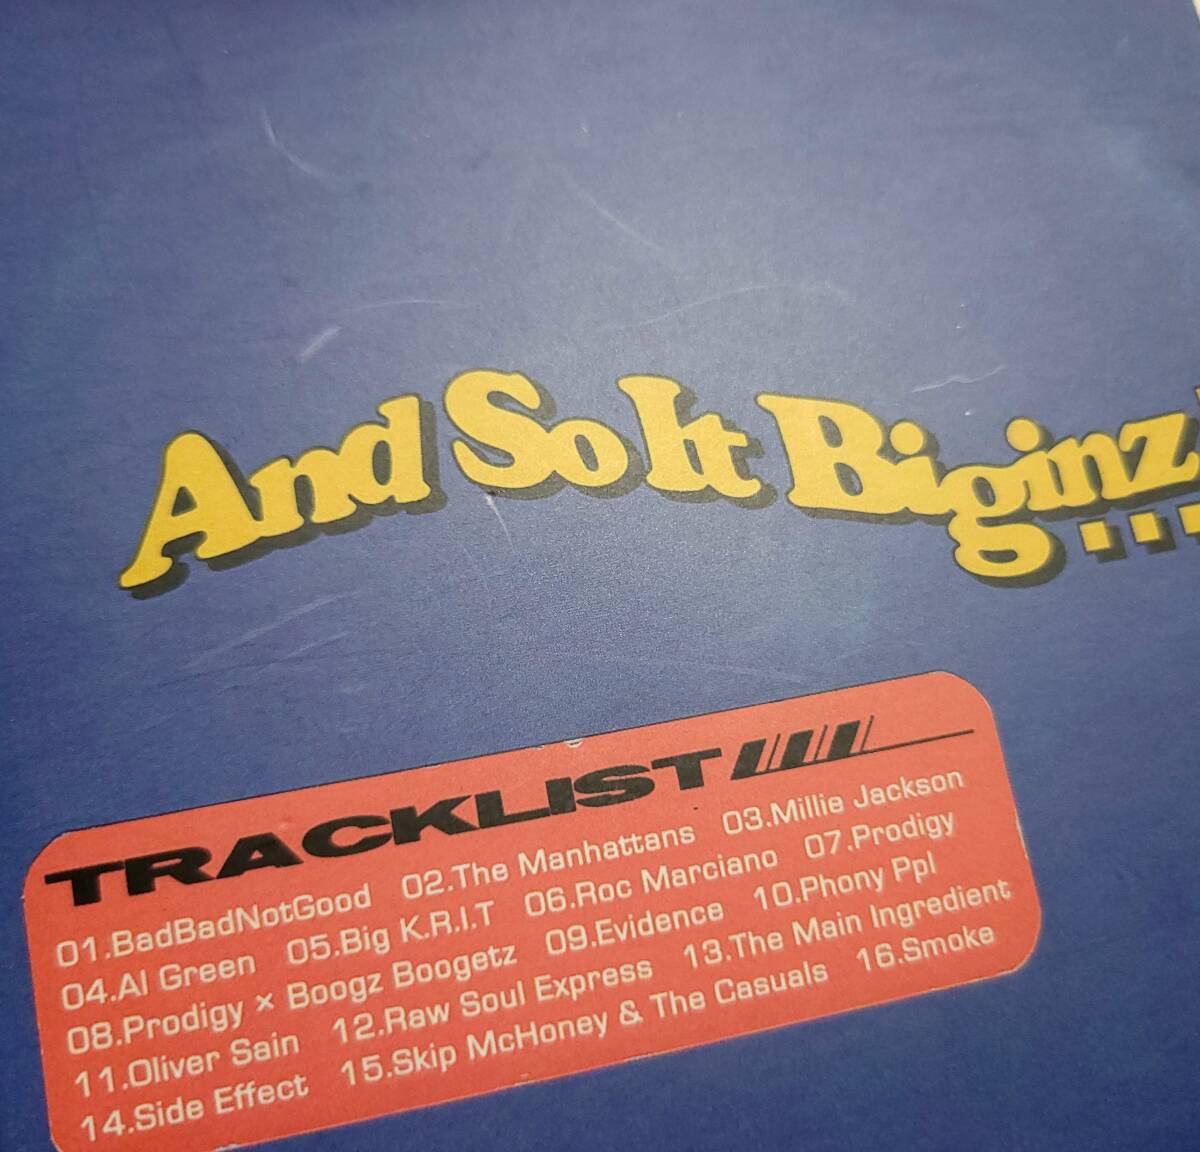 And So It Biginz...
TRACKLIST
01.BadBadNotGood 02.The Manhattans 03.Millie Jackson
04.Al Green 05.Big K.R.I.T 06.Roc Marciano 07.Prodigy
08.Prodigy × Boogz Boogetz 09.Evidence 10.Phony Ppl
11.Oliver Sain 12.Raw Soul Express 13.The Main Ingredient
14.Side Effect 15.Skip McHoney & The Casuals 16.Smoke